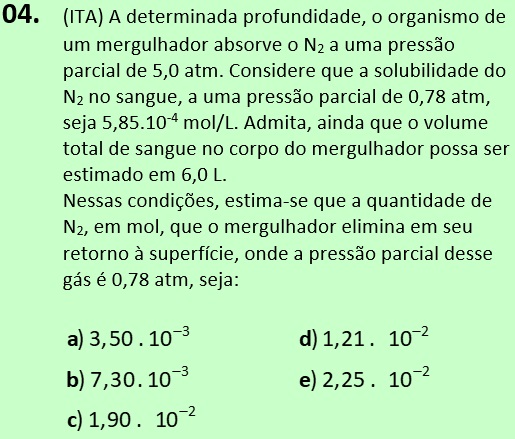 04. (ITA) A determinada profundidade, o organismo de
um mergulhador absorve o N₂ a uma pressão
parcial de 5,0 atm. Considere que a solubilidade do
N₂ no sangue, a uma pressão parcial de 0,78 atm,
seja 5,85.10⁻⁴ mol/L. Admita, ainda que o volume
total de sangue no corpo do mergulhador possa ser
estimado em 6,0 L.
Nessas condições, estima-se que a quantidade de
N₂, em mol, que o mergulhador elimina em seu
retorno à superfície, onde a pressão parcial desse
gás é 0,78 atm, seja:
a) 3,50 . 10⁻³
b) 7,30. 10⁻³
c) 1,90 . 10⁻²
d) 1,21 . 10⁻²
e) 2,25 . 10⁻²